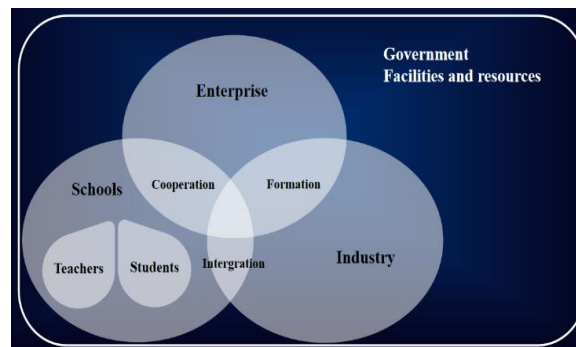 Government
Facilities and resources
Enterprise
Schools
Cooperation
Formation
Teachers
Students
Intergration
Industry